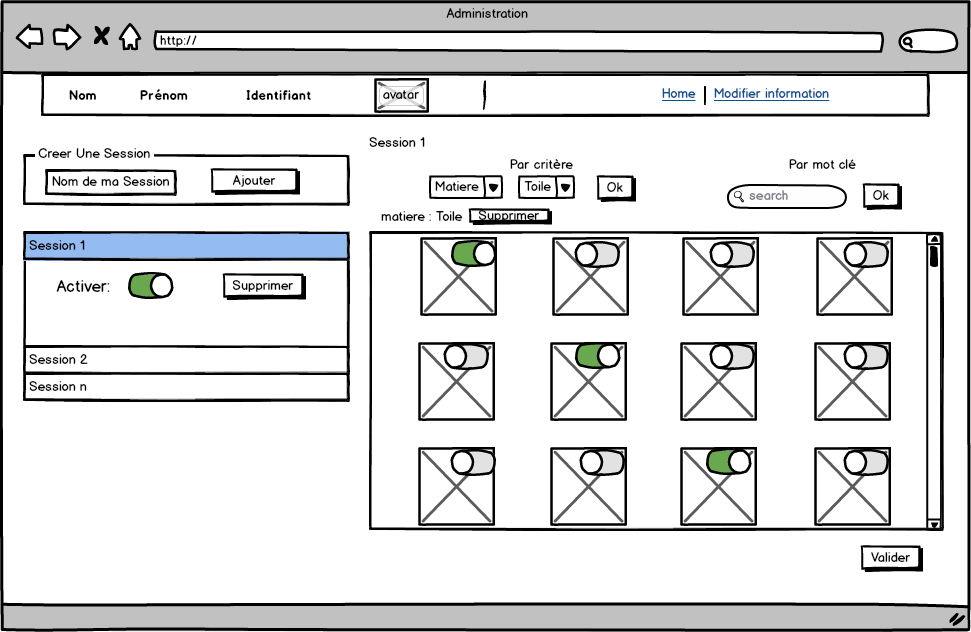 Administration
http://
Nom Prénom Identifiant avatar Home Modifier information
Session 1
Creer Une Session
Nom de ma Session Ajouter
Par critère
Matiere Toile Ok
matiere : Toile Supprimer
Par mot clé
search Ok
Session 1
Activer: Supprimer
Session 2
Session n
Valider